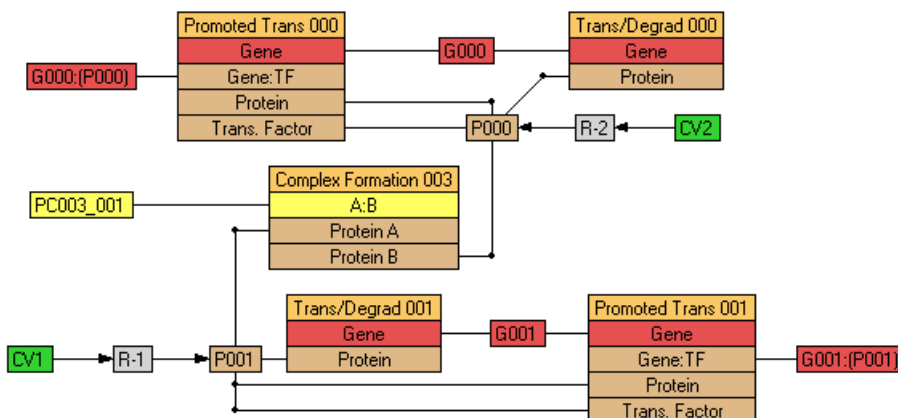 Promoted Trans 000
Trans/Degrad 000
Gene
G000
Gene
G000:(P000)
Gene:TF
Protein
Protein
Trans. Factor
P000
R-2
CV2
Complex Formation 003
PC003_001
A:B
Protein A
Protein B
Trans/Degrad 001
Promoted Trans 001
Gene
G001
Gene
CV1
R-1
P001
Protein
Gene:TF
G001:(P001)
Protein
Trans. Factor